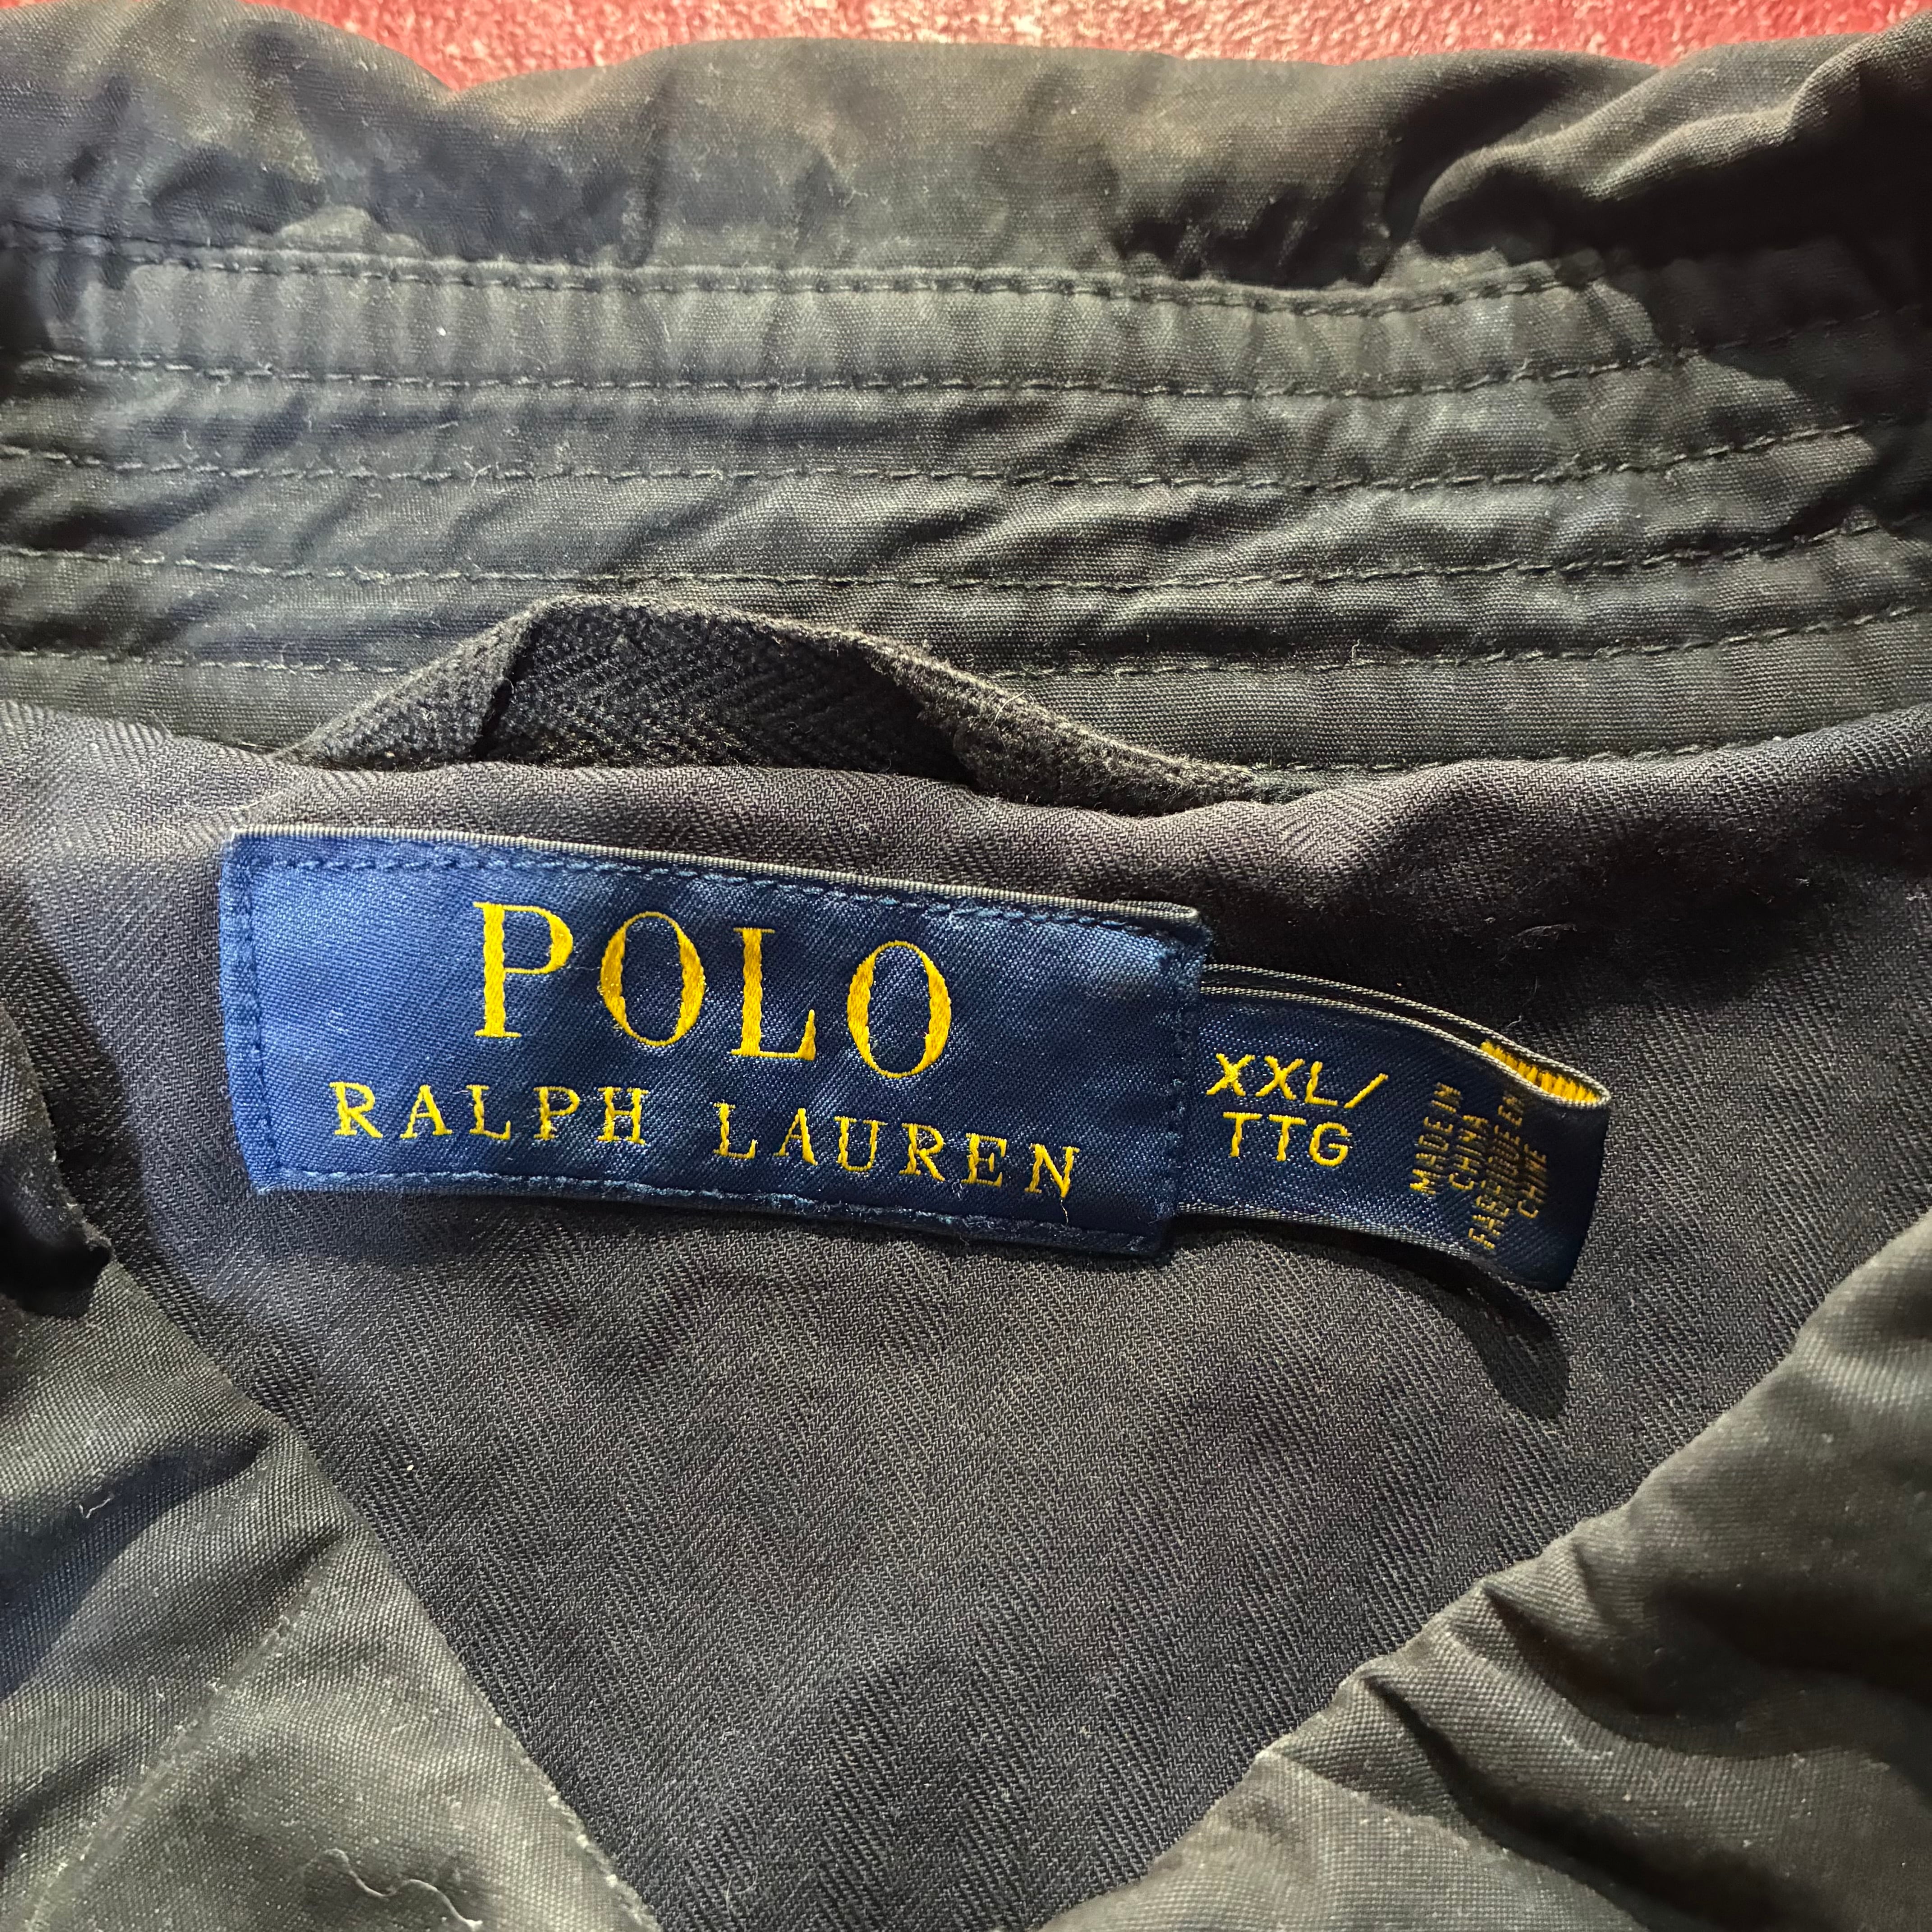 POLO
RALPH LAUREN
XXL/
TTG
MADE IN
CHINA
FABRIQUÉ EN
CHINE